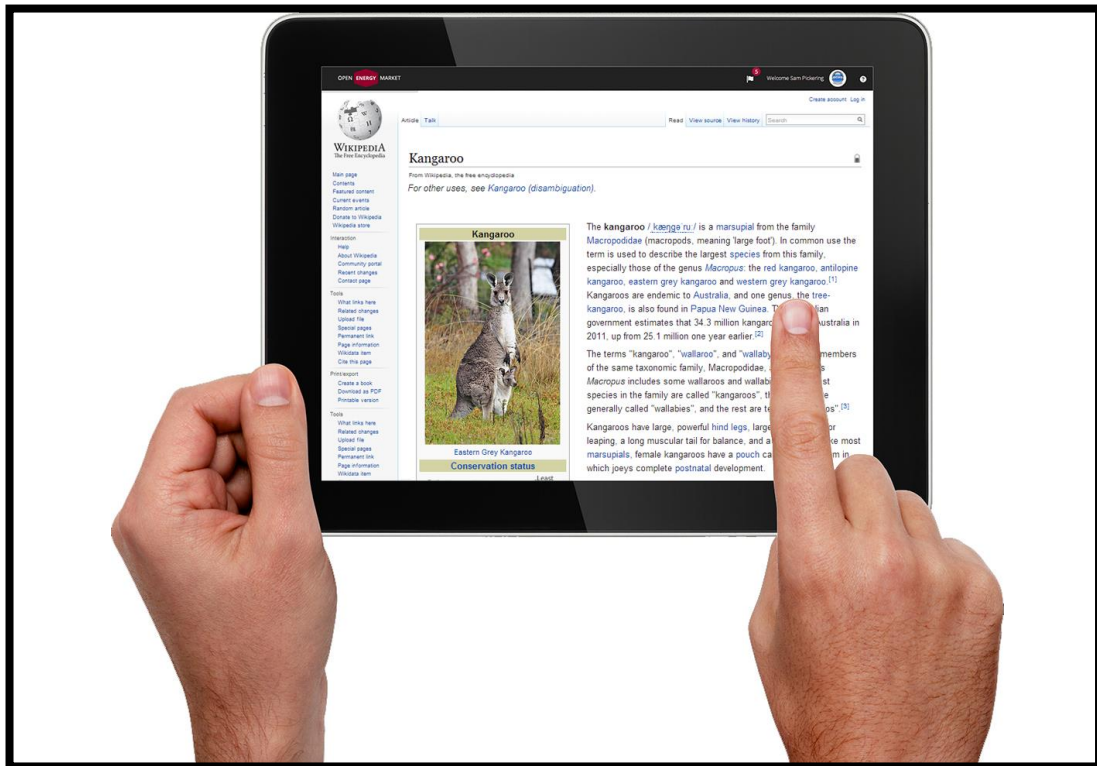 OPEN ENERGY MARKET
5
Welcome Sam Pickering
?
Create account Log in
Article Talk
Read View source View history Search
WIKIPEDIA
The Free Encyclopedia
Main page
Contents
Featured content
Current events
Random article
Donate to Wikipedia
Wikipedia store
Interaction
Help
About Wikipedia
Community portal
Recent changes
Contact page
Tools
What links here
Related changes
Upload file
Special pages
Permanent link
Page information
Wikidata item
Cite this page
Print/export
Create a book
Download as PDF
Printable version
Tools
What links here
Related changes
Upload file
Special pages
Permanent link
Page information
Wikidata item
Kangaroo
From Wikipedia, the free encyclopedia
For other uses, see Kangaroo (disambiguation).
Kangaroo
Eastern Grey Kangaroo
Conservation status
Least
The kangaroo /ˌkæŋɡəˈruː/ is a marsupial from the family
Macropodidae (macropods, meaning 'large foot'). In common use the
term is used to describe the largest species from this family,
especially those of the genus Macropus: the red kangaroo, antilopine
kangaroo, eastern grey kangaroo and western grey kangaroo.[1]
Kangaroos are endemic to Australia, and one genus, the tree-
kangaroo, is also found in Papua New Guinea.
government estimates that 34.3 million Australia in
2011, up from 25.1 million one year earlier.[2]
The terms "kangaroo", "wallaroo", and "wallaby members
of the same taxonomic family, Macropodidae,
Macropus includes some wallaroos and
species in the family are called "kangaroos",
generally called "wallabies", and the rest are
Kangaroos have large, powerful hind legs,
leaping, a long muscular tail for balance, and a most
marsupials, female kangaroos have a pouch in
which joeys complete postnatal development.